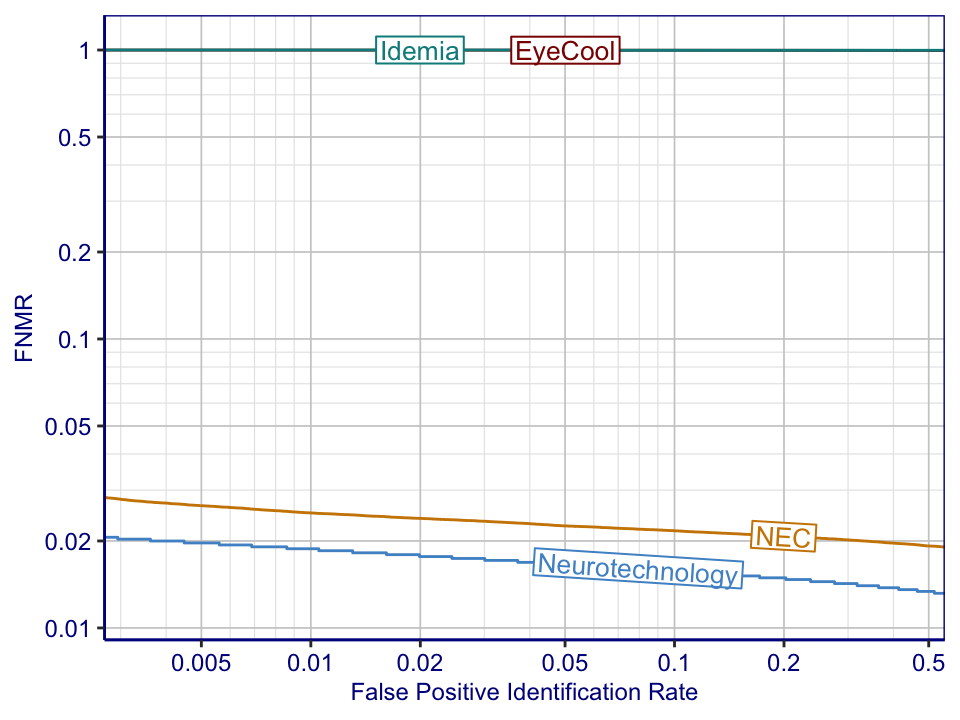 1
Idemia
EyeCool
0.5
0.2
0.1
0.05
0.02
0.01
FNMR
NEC
Neurotechnology
0.005 0.01 0.02 0.05 0.1 0.2 0.5
False Positive Identification Rate